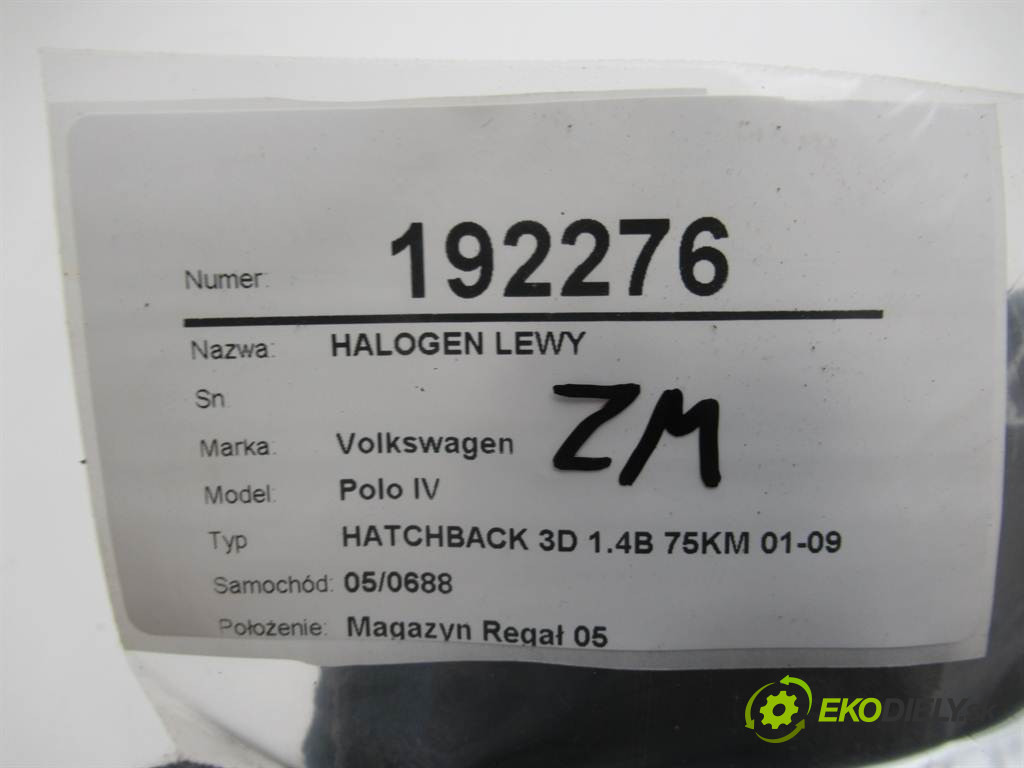 Numer: 192276
Nazwa: HALOGEN LEWY
Sn
ZM
Marka: Volkswagen
Model: Polo IV
Typ HATCHBACK 3D 1.4B 75KM 01-09
Samochód: 05/0688
Położenie: Magazyn Regał 05
EKODIELY.sk